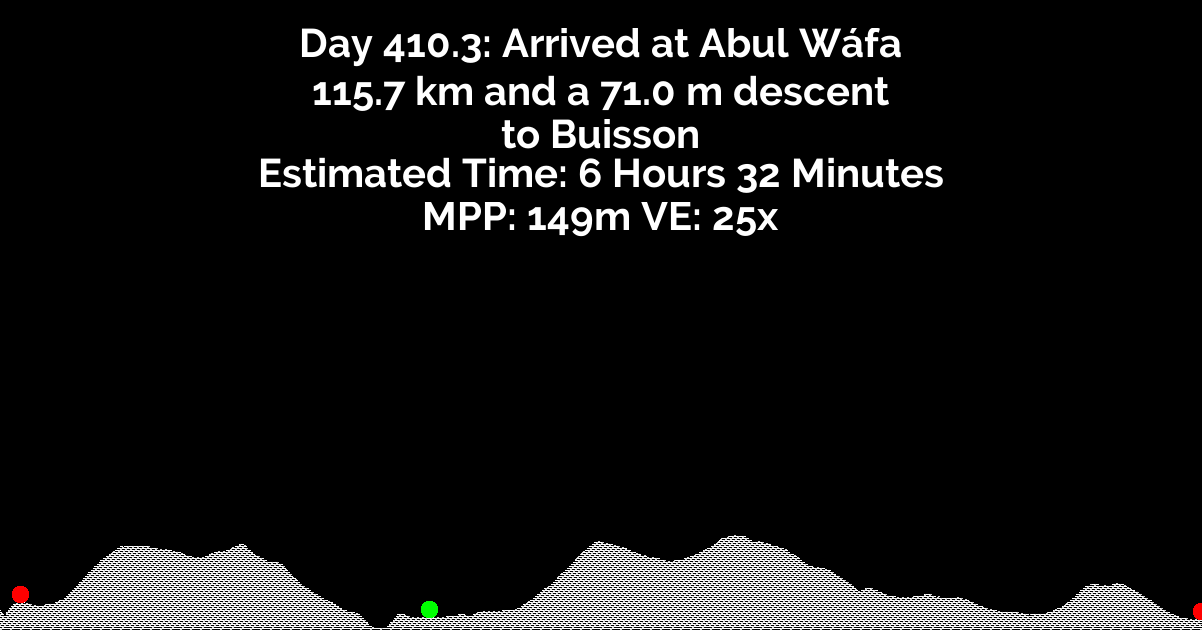 Day 410.3: Arrived at Abul Wáfa
115.7 km and a 71.0 m descent
to Buisson
Estimated Time: 6 Hours 32 Minutes
MPP: 149m VE: 25x